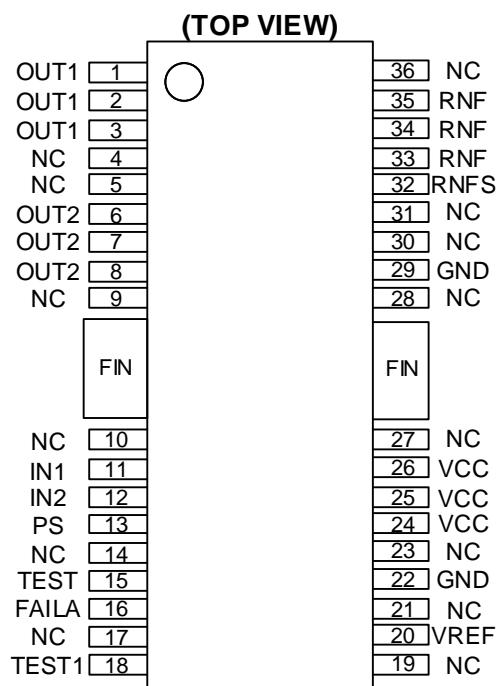 (TOP VIEW)
OUT1 1 36 NC
OUT1 2 35 RNF
OUT1 3 34 RNF
NC 4 33 RNF
NC 5 32 RNFS
OUT2 6 31 NC
OUT2 7 30 NC
OUT2 8 29 GND
NC 9 28 NC
FIN FIN
NC 10 27 NC
IN1 11 26 VCC
IN2 12 25 VCC
PS 13 24 VCC
NC 14 23 NC
TEST 15 22 GND
FAILA 16 21 NC
NC 17 20 VREF
TEST1 18 19 NC